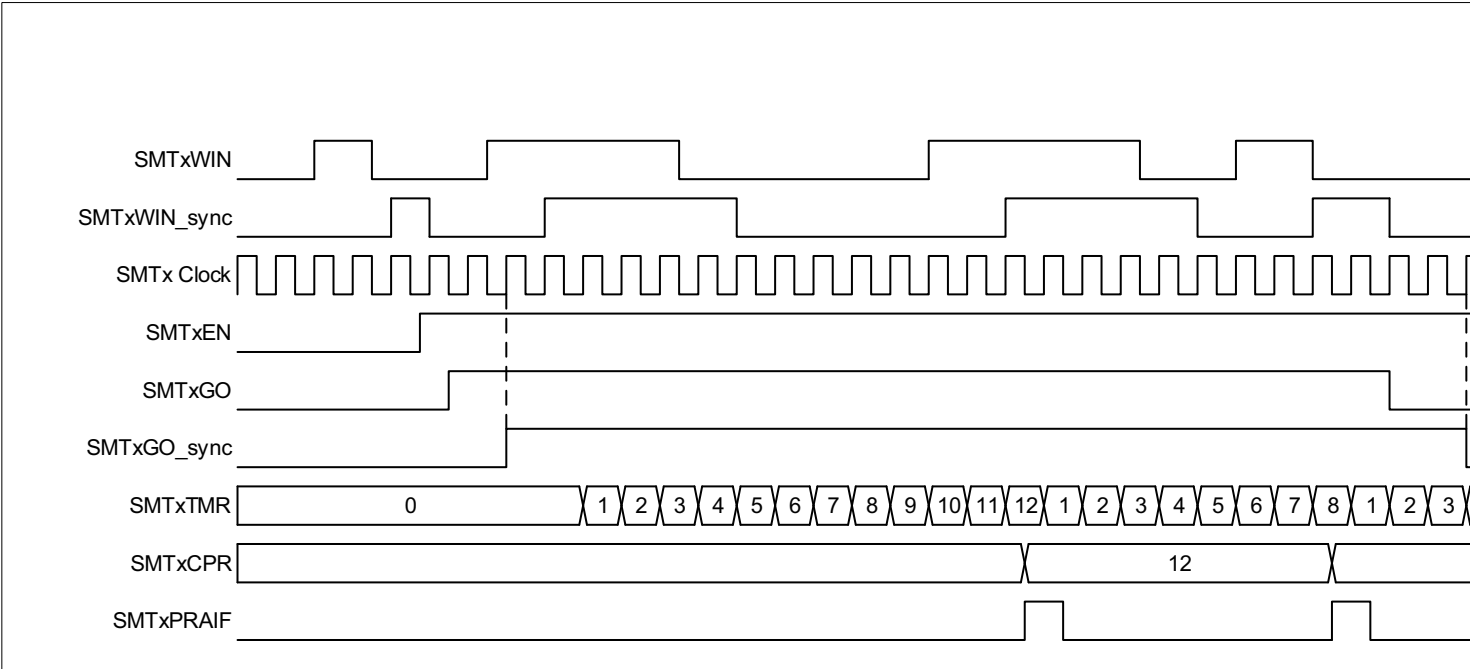 SMTxWIN
SMTxWIN_sync
SMTx Clock
SMTxEN
SMTxGO
SMTxGO_sync
SMTxTMR 0 1 2 3 4 5 6 7 8 9 10 11 12 1 2 3 4 5 6 7 8 1 2 3
SMTxCPR 12
SMTxPRAIF